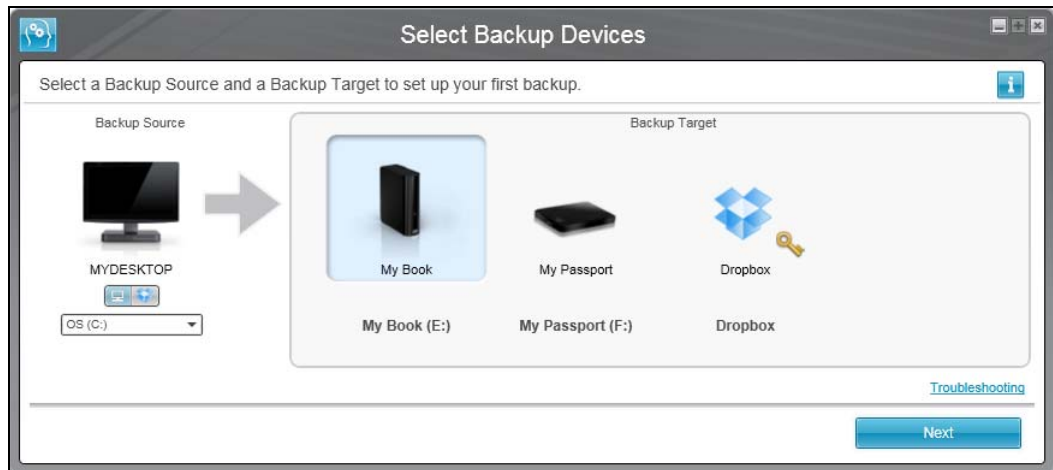 Select Backup Devices
Select a Backup Source and a Backup Target to set up your first backup.
Backup Source
Backup Target
MYDESKTOP
My Book
My Passport
Dropbox
OS (C:)
My Book (E:)
My Passport (F:)
Dropbox
Troubleshooting
Next